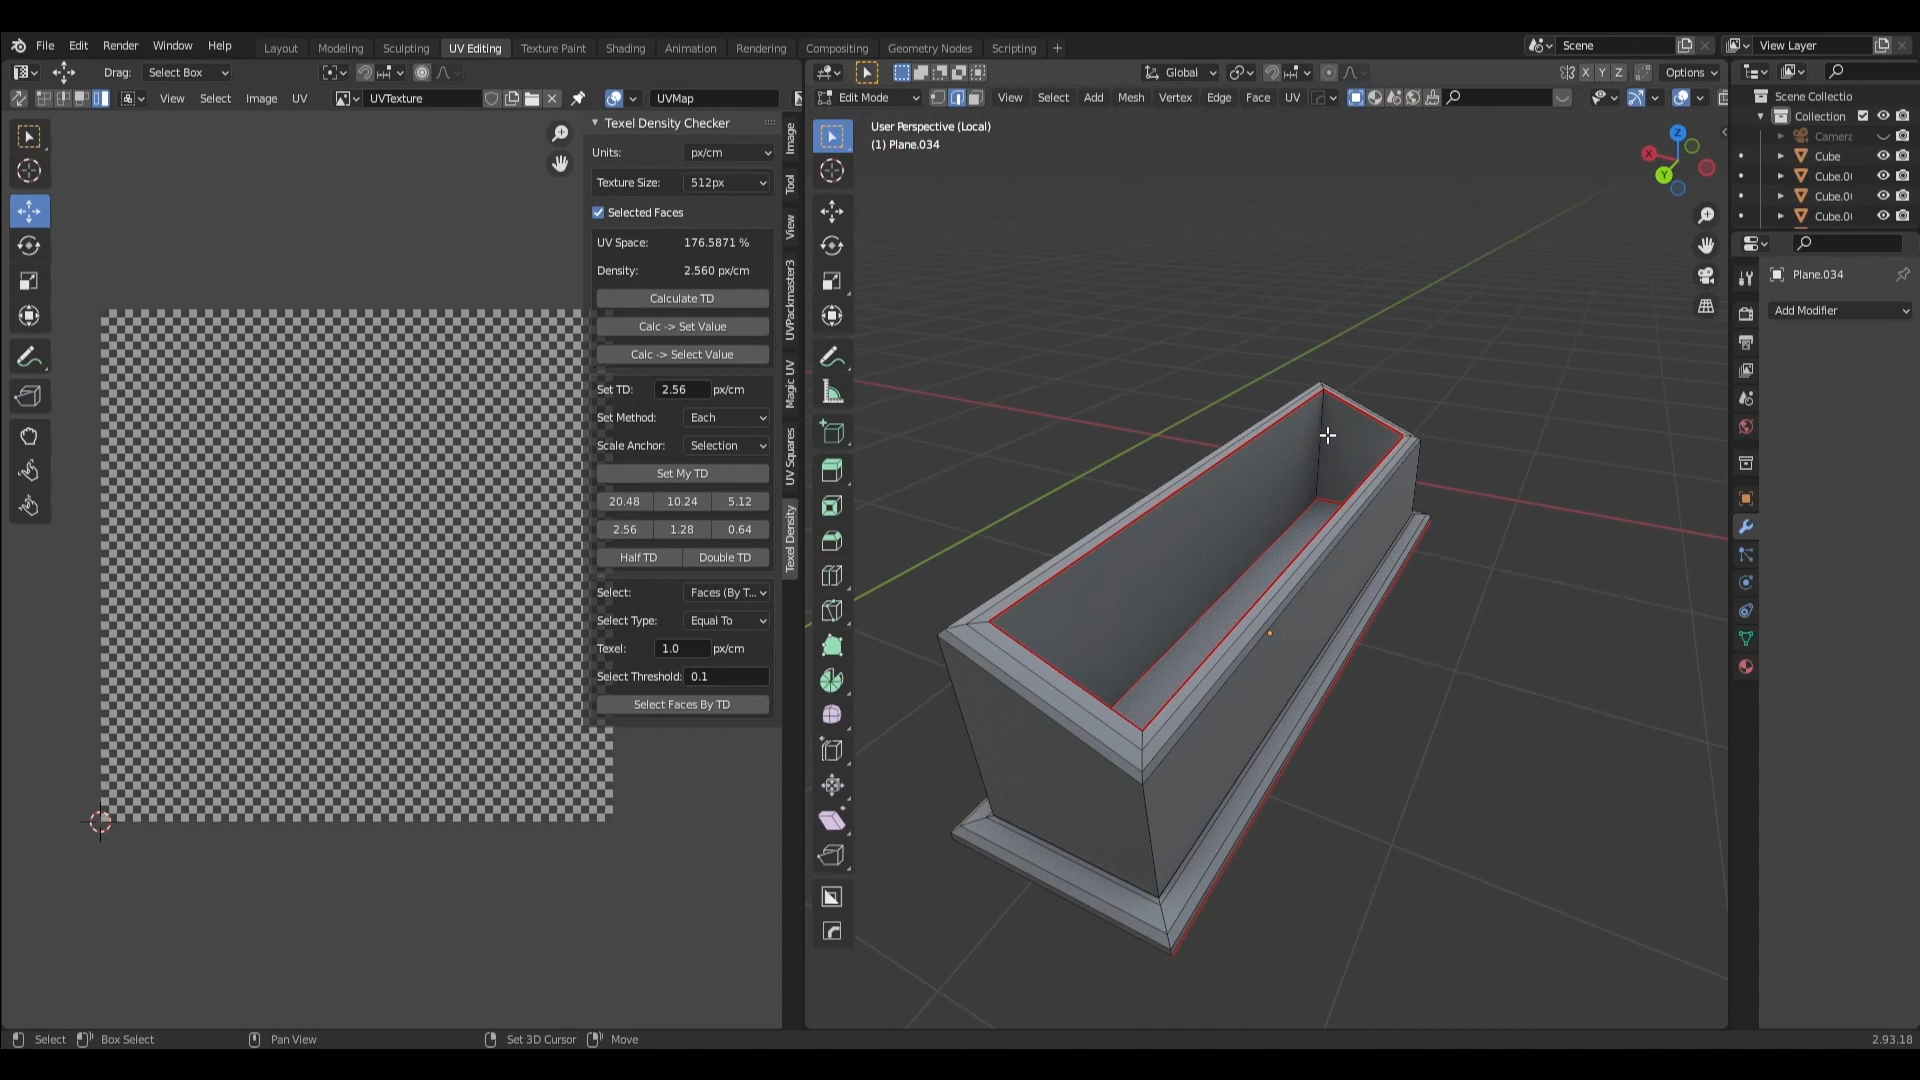 File Edit Render Window Help
Layout Modeling Sculpting UV Editing Texture Paint Shading Animation Rendering Compositing Geometry Nodes Scripting +
Scene
View Layer
Drag: Select Box
View Select Image UV
UVTexture
UVMap
Texel Density Checker
Units: px/cm
Texture Size: 512px
Selected Faces
UV Space: 176.5871 %
Density: 2.560 px/cm
Calculate TD
Calc -> Set Value
Calc -> Select Value
Set TD: 2.56 px/cm
Set Method: Each
Scale Anchor: Selection
Set My TD
20.48 10.24 5.12
2.56 1.28 0.64
Half TD Double TD
Select: Faces (By T...
Select Type: Equal To
Texel: 1.0 px/cm
Select Threshold: 0.1
Select Faces By TD
Image
Tool
View
UVPackmaster3
Magic UV
UV Squares
Texel Density
Global
X Y Z
Options
Edit Mode
View Select Add Mesh Vertex Edge Face UV
User Perspective (Local)
(1) Plane.034
Z
X
Y
Scene Collectio
Collection
Camera
Cube
Cube.0
Cube.0
Cube.0
Plane.034
Add Modifier
Select Box Select Pan View Set 3D Cursor Move
2.93.18